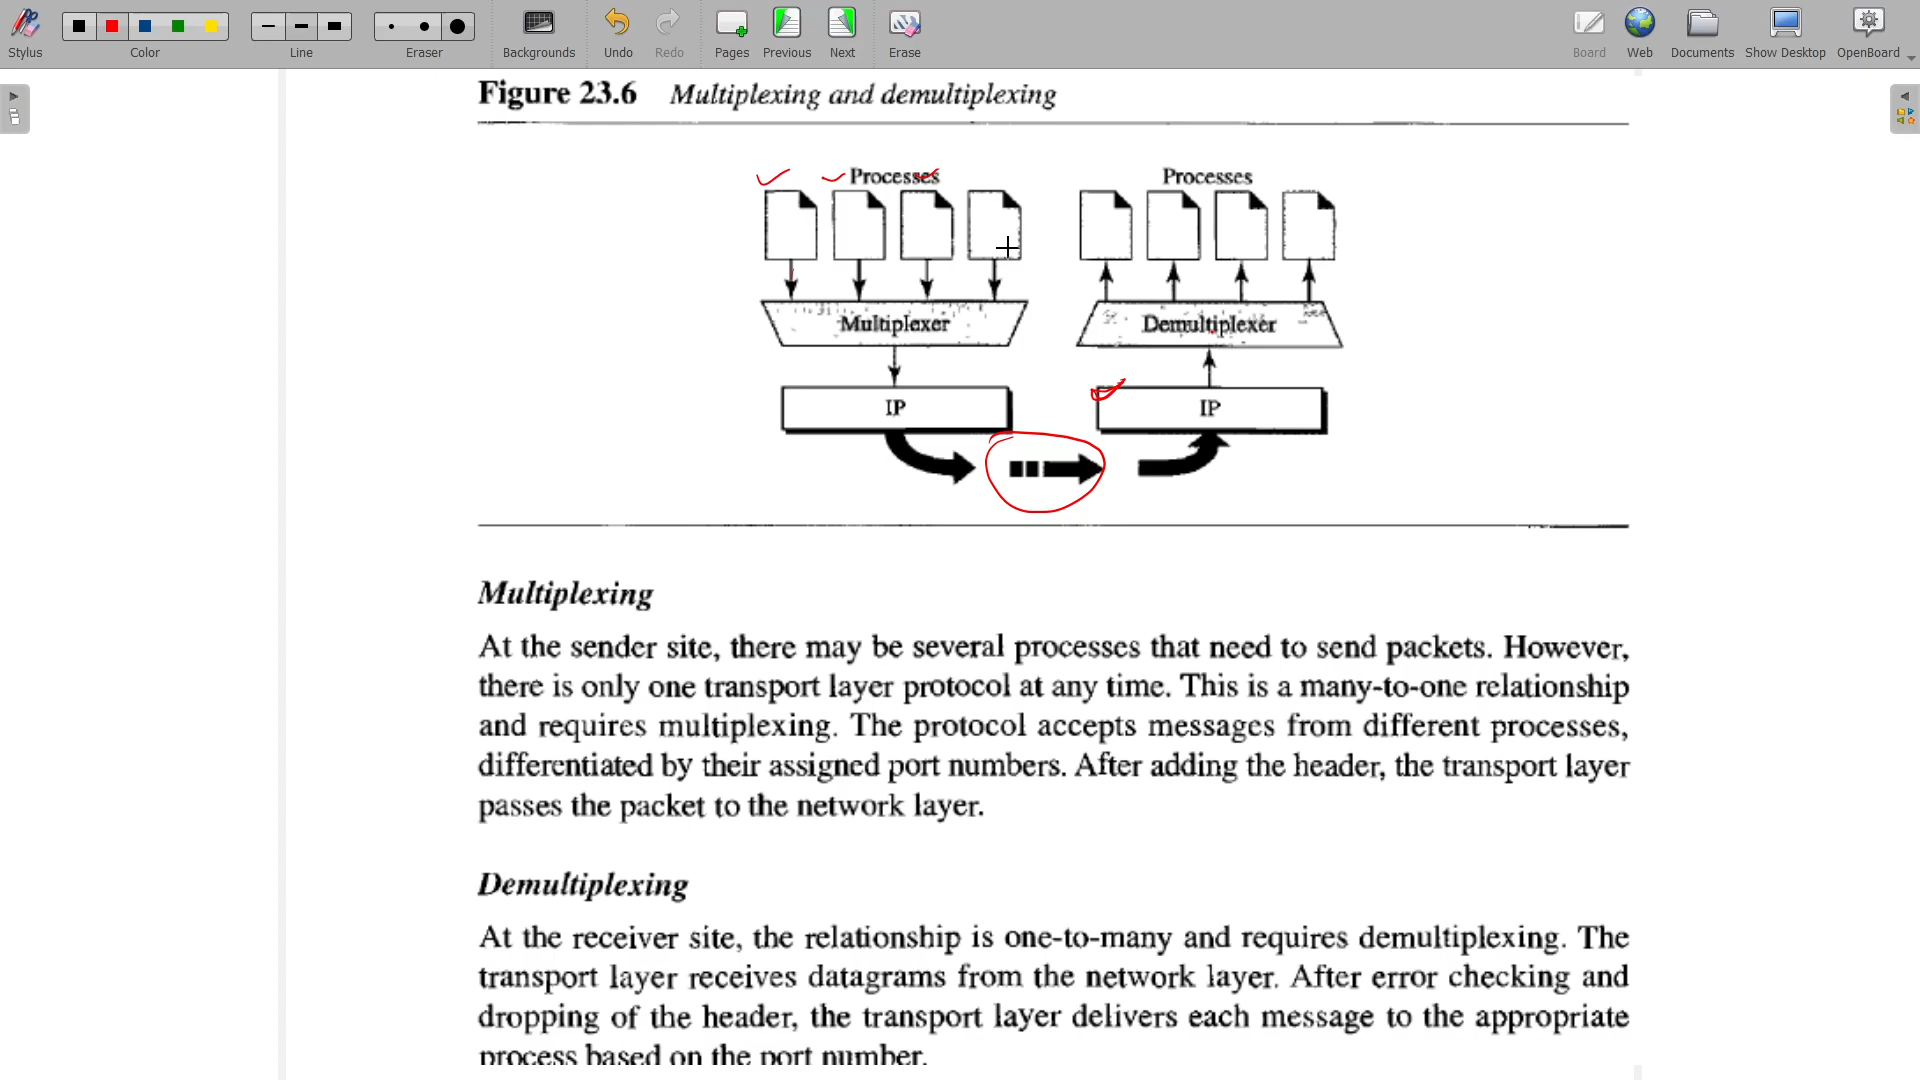 Stylus Color Line Eraser Backgrounds Undo Redo Pages Previous Next Erase Board Web Documents Show Desktop OpenBoard
Figure 23.6 Multiplexing and demultiplexing
Processes Processes
Multiplexer Demultiplexer
IP IP
Multiplexing
At the sender site, there may be several processes that need to send packets. However,
there is only one transport layer protocol at any time. This is a many-to-one relationship
and requires multiplexing. The protocol accepts messages from different processes,
differentiated by their assigned port numbers. After adding the header, the transport layer
passes the packet to the network layer.
Demultiplexing
At the receiver site, the relationship is one-to-many and requires demultiplexing. The
transport layer receives datagrams from the network layer. After error checking and
dropping of the header, the transport layer delivers each message to the appropriate
process based on the port number.